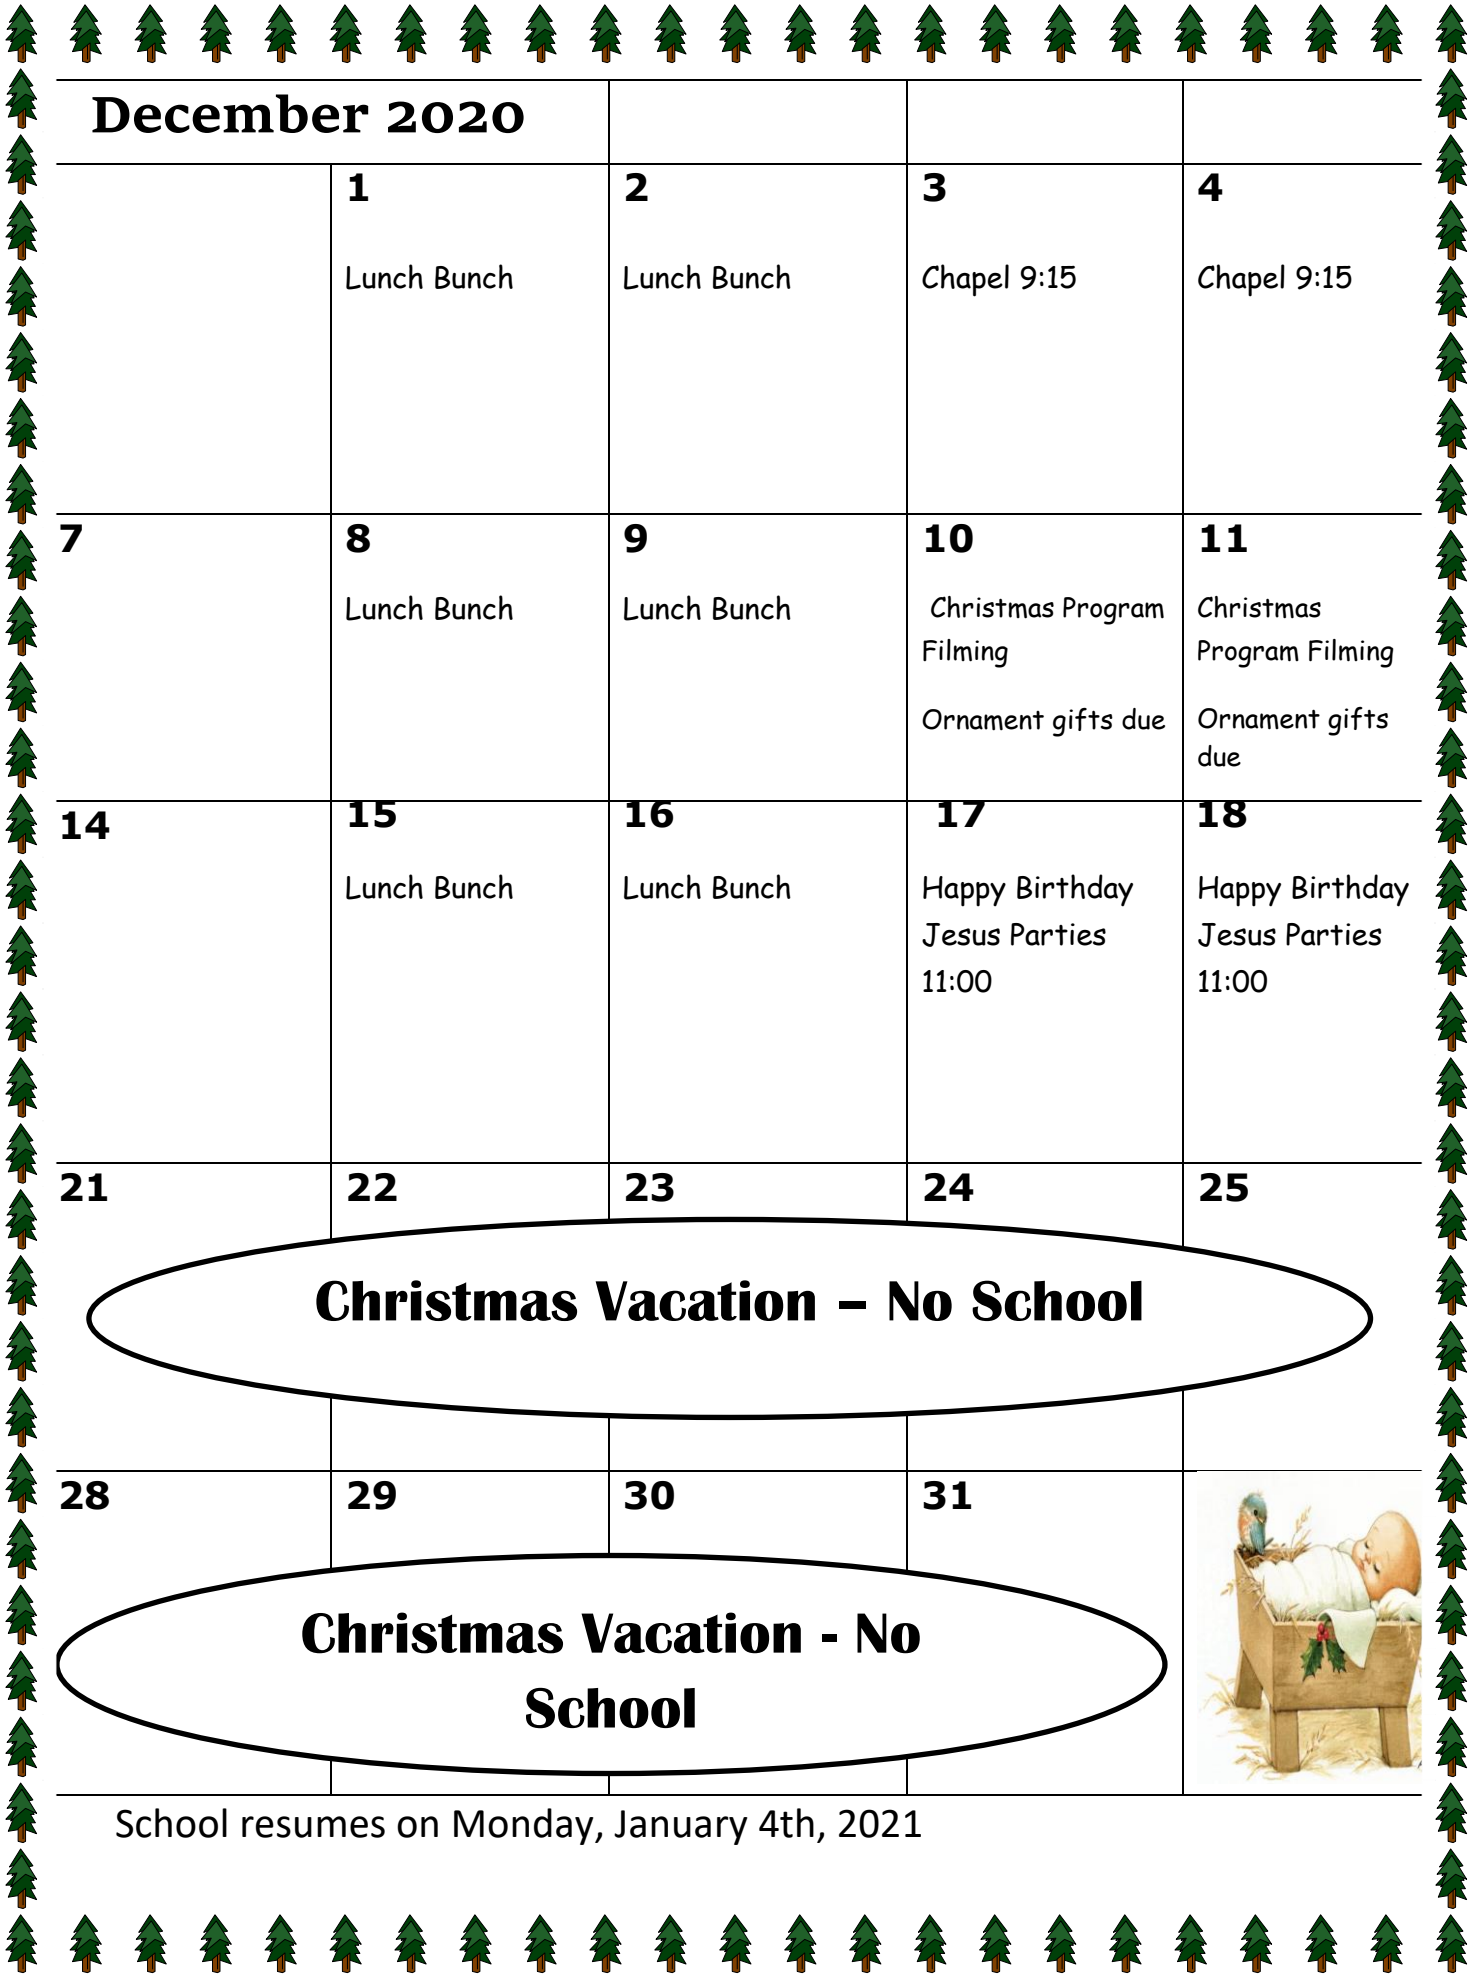 December 2020
1
2
3
4
Lunch Bunch
Lunch Bunch
Chapel 9:15
Chapel 9:15
7
8
9
10
11
Lunch Bunch
Lunch Bunch
Christmas Program
Filming
Ornament gifts due
Christmas
Program Filming
Ornament gifts
due
14
15
16
17
18
Lunch Bunch
Lunch Bunch
Happy Birthday
Jesus Parties
11:00
Happy Birthday
Jesus Parties
11:00
21
22
23
24
25
Christmas Vacation – No School
28
29
30
31
Christmas Vacation - No
School
School resumes on Monday, January 4th, 2021